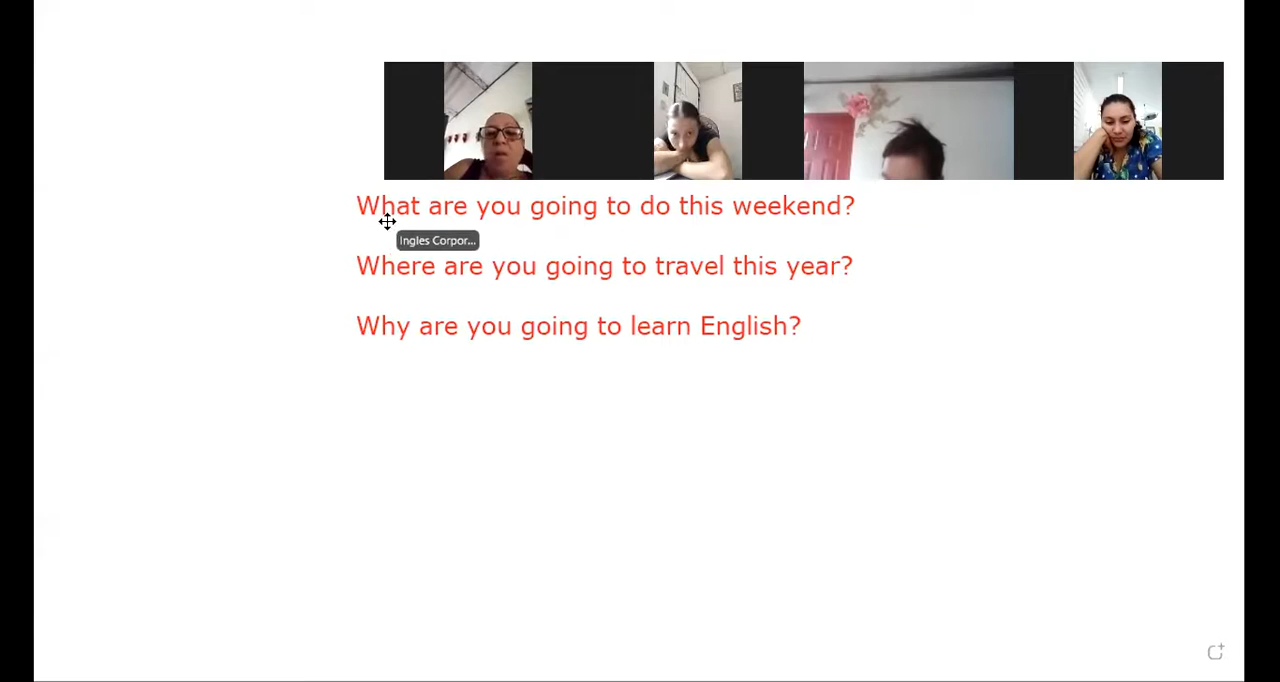 What are you going to do this weekend?
Ingles Corpor...
Where are you going to travel this year?
Why are you going to learn English?